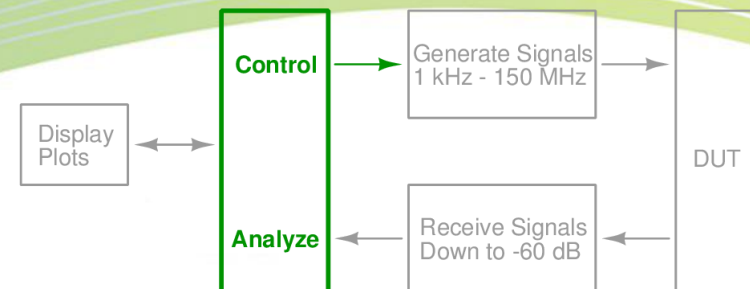 Control
Generate Signals
1 kHz - 150 MHz
Display
Plots
DUT
Analyze
Receive Signals
Down to -60 dB